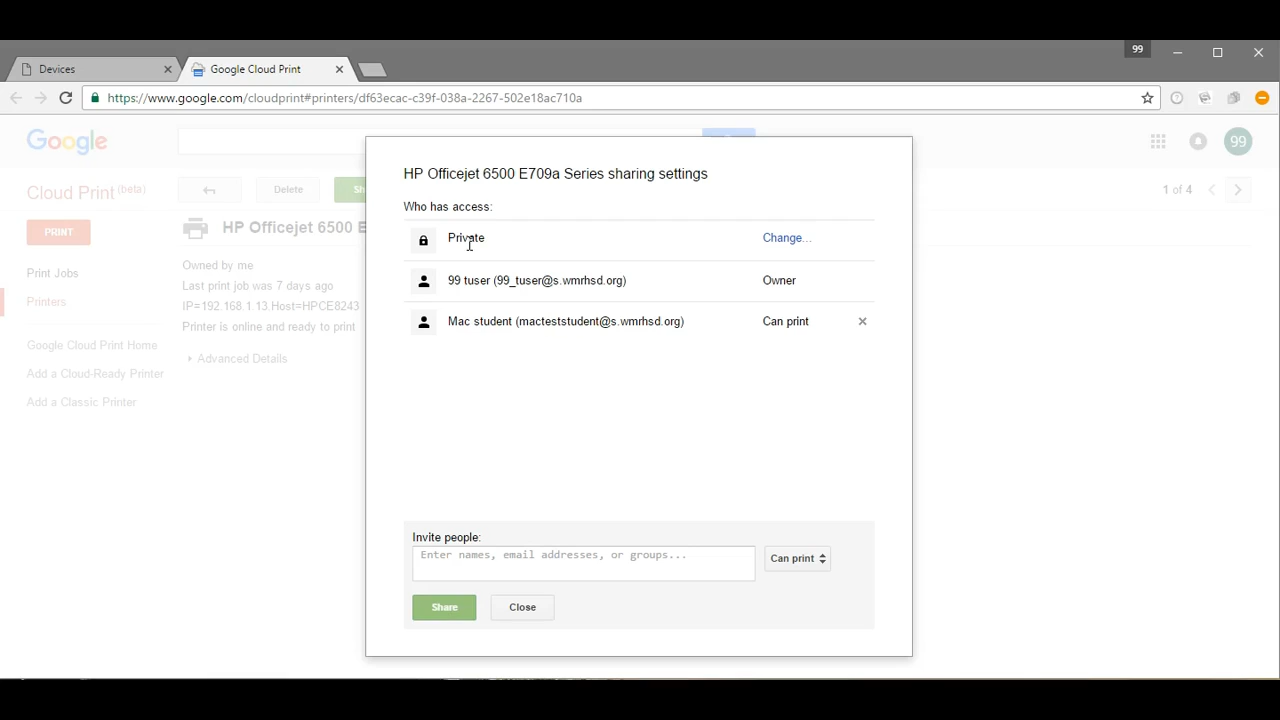 99
Devices
Google Cloud Print
https://www.google.com/cloudprint#printers/df63ecac-c39f-038a-2267-502e18ac710a
Google
99
Cloud Print (beta)
Delete
Sh
1 of 4
PRINT
HP Officejet 6500 E
Print Jobs
Printers
Google Cloud Print Home
Add a Cloud-Ready Printer
Add a Classic Printer
Owned by me
Last print job was 7 days ago
IP=192.168.1.13.Host=HPCE8243
Printer is online and ready to print
Advanced Details
HP Officejet 6500 E709a Series sharing settings
Who has access:
Private Change...
99 tuser (99_tuser@s.wmrhsd.org) Owner
Mac student (macteststudent@s.wmrhsd.org) Can print
Invite people:
Enter names, email addresses, or groups... Can print
Share Close